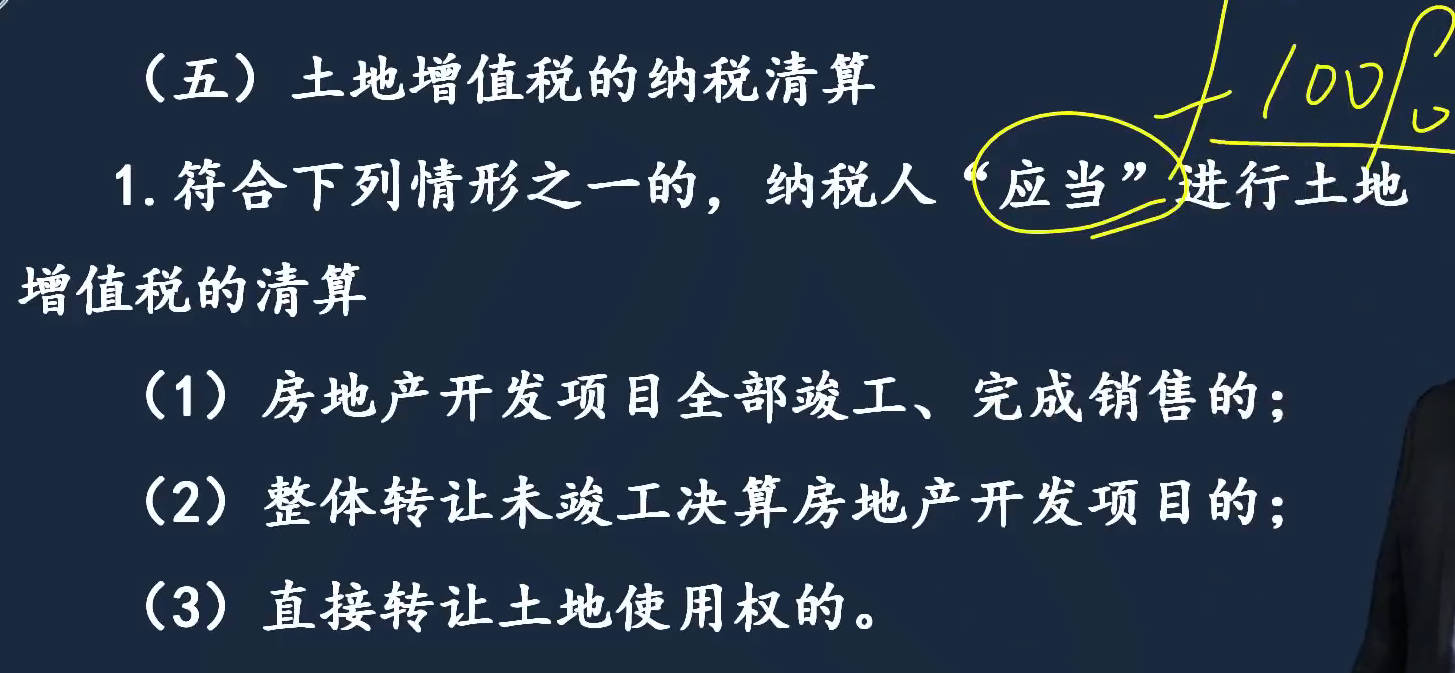 （五）土地增值税的纳税清算
100%
1.符合下列情形之一的，纳税人“应当”进行土地
增值税的清算
（1）房地产开发项目全部竣工、完成销售的；
（2）整体转让未竣工决算房地产开发项目的；
（3）直接转让土地使用权的。